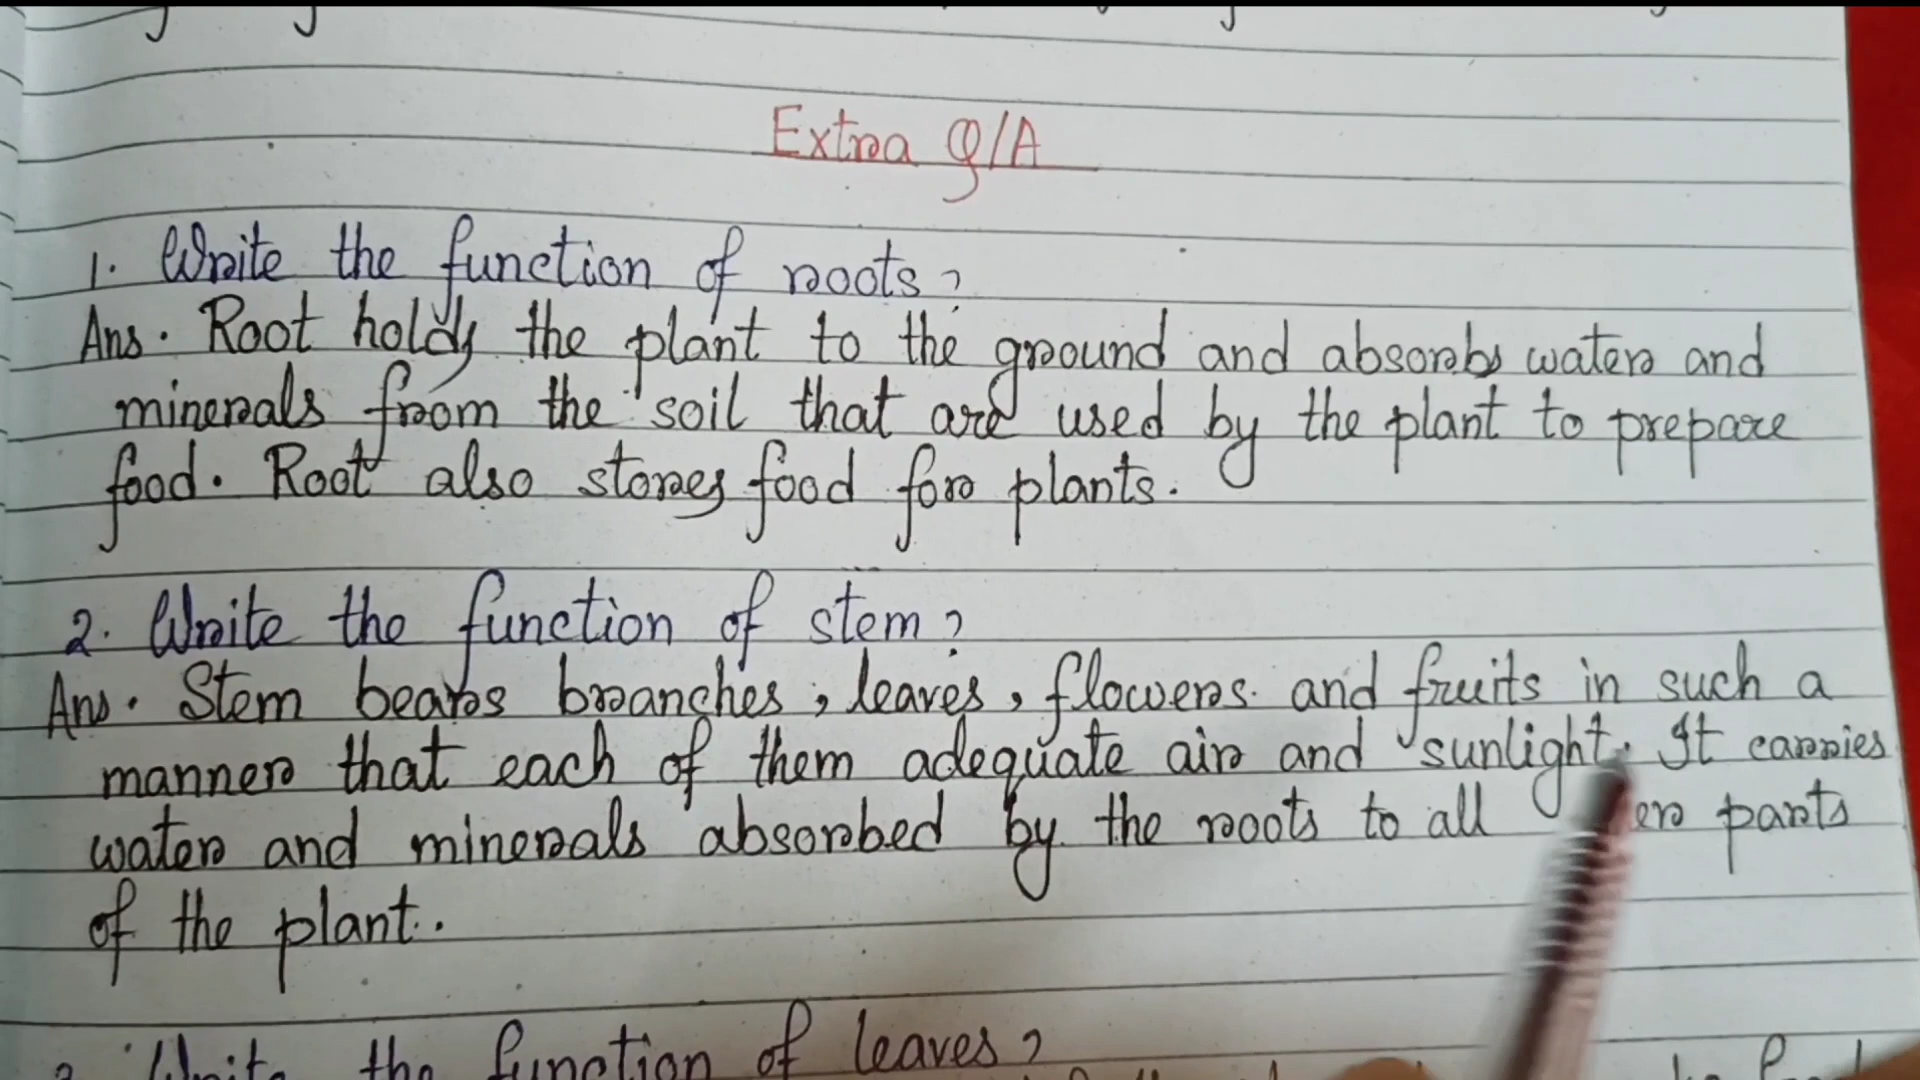 Extra Q/A
1. Write the function of roots?
Ans. Root holds the plant to the ground and absorbs water and
minerals from the soil that are used by the plant to prepare
food. Root also stores food for plants.
2. Write the function of stem?
Ans. Stem bears branches, leaves, flowers and fruits in such a
manner that each of them adequate air and sunlight. It carries
water and minerals absorbed by the roots to all parts
of the plant.
3. Write the function of leaves?